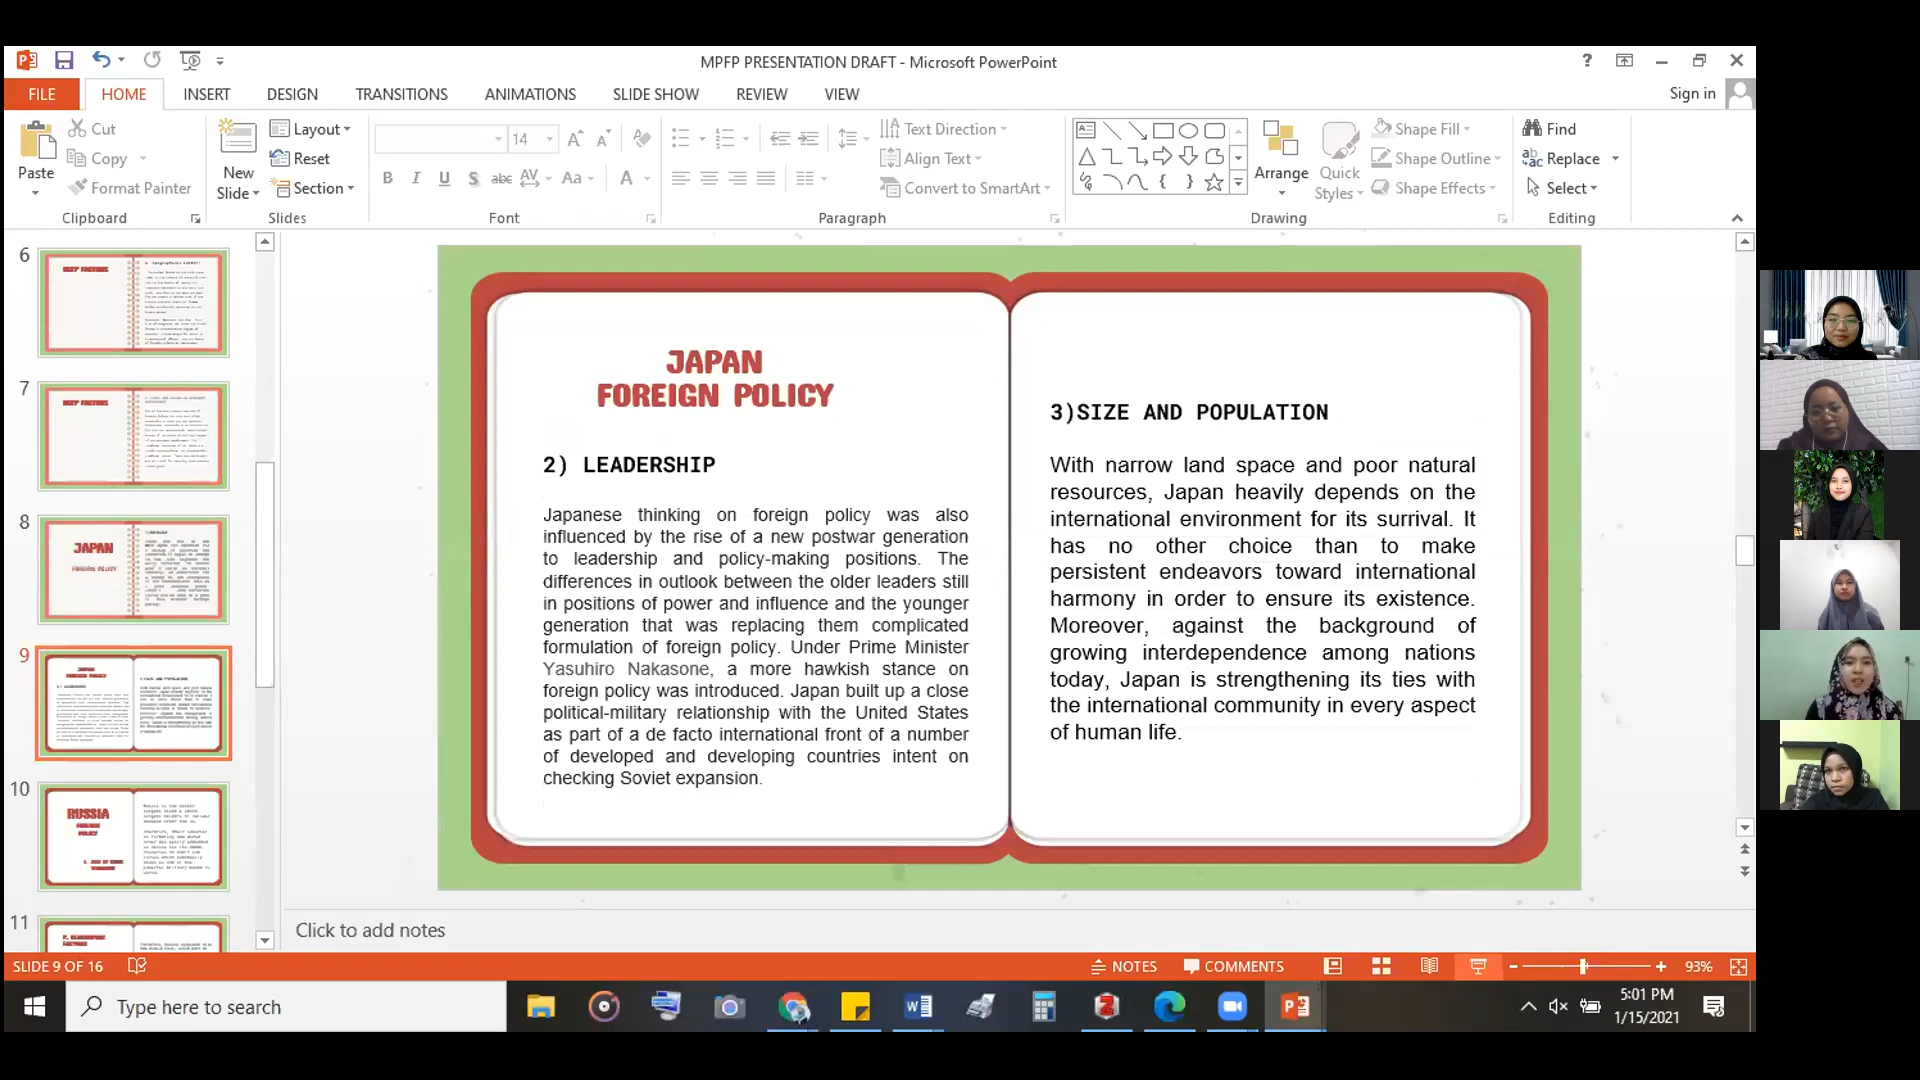 MPFP PRESENTATION DRAFT - Microsoft PowerPoint
FILE
HOME
INSERT
DESIGN
TRANSITIONS
ANIMATIONS
SLIDE SHOW
REVIEW
VIEW
Sign in
Paste
Cut
Copy
Format Painter
Clipboard
New
Slide
Layout
Reset
Section
Slides
14
Font
Text Direction
Align Text
Convert to SmartArt
Paragraph
Arrange
Quick
Styles
Shape Fill
Shape Outline
Shape Effects
Drawing
Find
Replace
Select
Editing
6
DEEP FACTORS
7
DEEP FACTORS
8
JAPAN
FOREIGN POLICY
9
JAPAN
FOREIGN POLICY
10
RUSSIA
FOREIGN
POLICY
11
JAPAN
FOREIGN POLICY
2) LEADERSHIP
Japanese thinking on foreign policy was also
influenced by the rise of a new postwar generation
to leadership and policy-making positions. The
differences in outlook between the older leaders still
in positions of power and influence and the younger
generation that was replacing them complicated
formulation of foreign policy. Under Prime Minister
Yasuhiro Nakasone, a more hawkish stance on
foreign policy was introduced. Japan built up a close
political-military relationship with the United States
as part of a de facto international front of a number
of developed and developing countries intent on
checking Soviet expansion.
3)SIZE AND POPULATION
With narrow land space and poor natural
resources, Japan heavily depends on the
international environment for its surrival. It
has no other choice than to make
persistent endeavors toward international
harmony in order to ensure its existence.
Moreover, against the background of
growing interdependence among nations
today, Japan is strengthening its ties with
the international community in every aspect
of human life.
Click to add notes
SLIDE 9 OF 16
NOTES
COMMENTS
93%
Type here to search
5:01 PM
1/15/2021